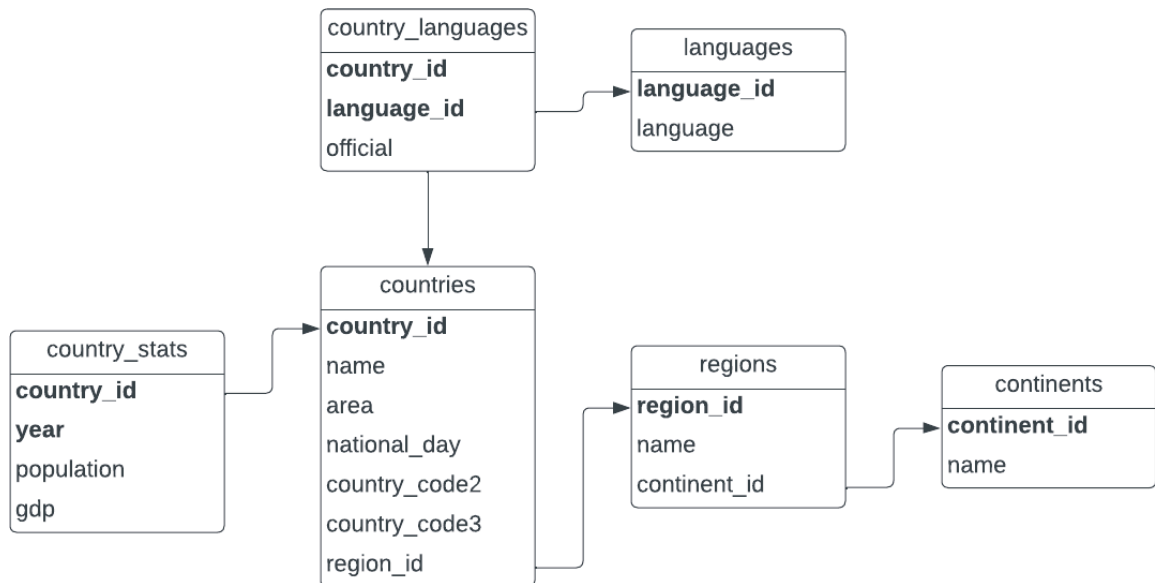 country_languages
country_id
language_id
official
languages
language_id
language
countries
country_id
name
area
national_day
country_code2
country_code3
region_id
country_stats
country_id
year
population
gdp
regions
region_id
name
continent_id
continents
continent_id
name